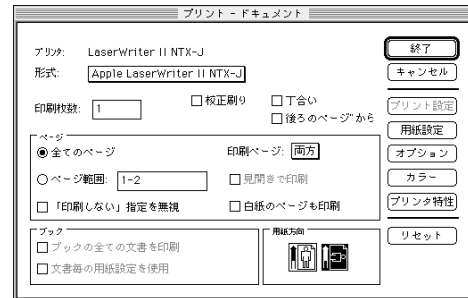 プリント - ドキュメント
プリンタ: LaserWriter II NTX-J
形式: Apple LaserWriter II NTX-J
印刷枚数: 1
校正刷り
丁合い
後ろのページから
ページ
全てのページ
印刷ページ: 両方
ページ範囲: 1-2
見開きで印刷
「印刷しない」指定を無視
白紙のページも印刷
ブック
ブックの全ての文書を印刷
文書毎の用紙設定を使用
用紙方向
終了
キャンセル
プリント設定
用紙設定
オプション
カラー
プリンタ特性
リセット